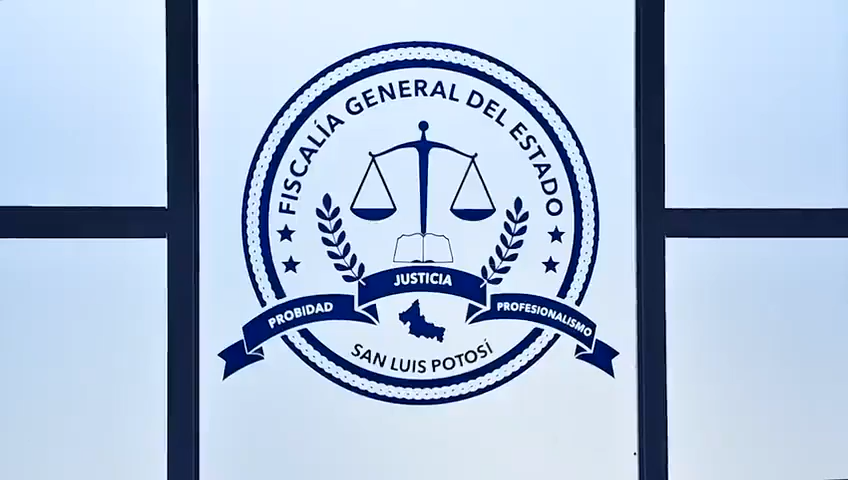 FISCALÍA GENERAL DEL ESTADO
JUSTICIA
PROBIDAD
PROFESIONALISMO
SAN LUIS POTOSÍ